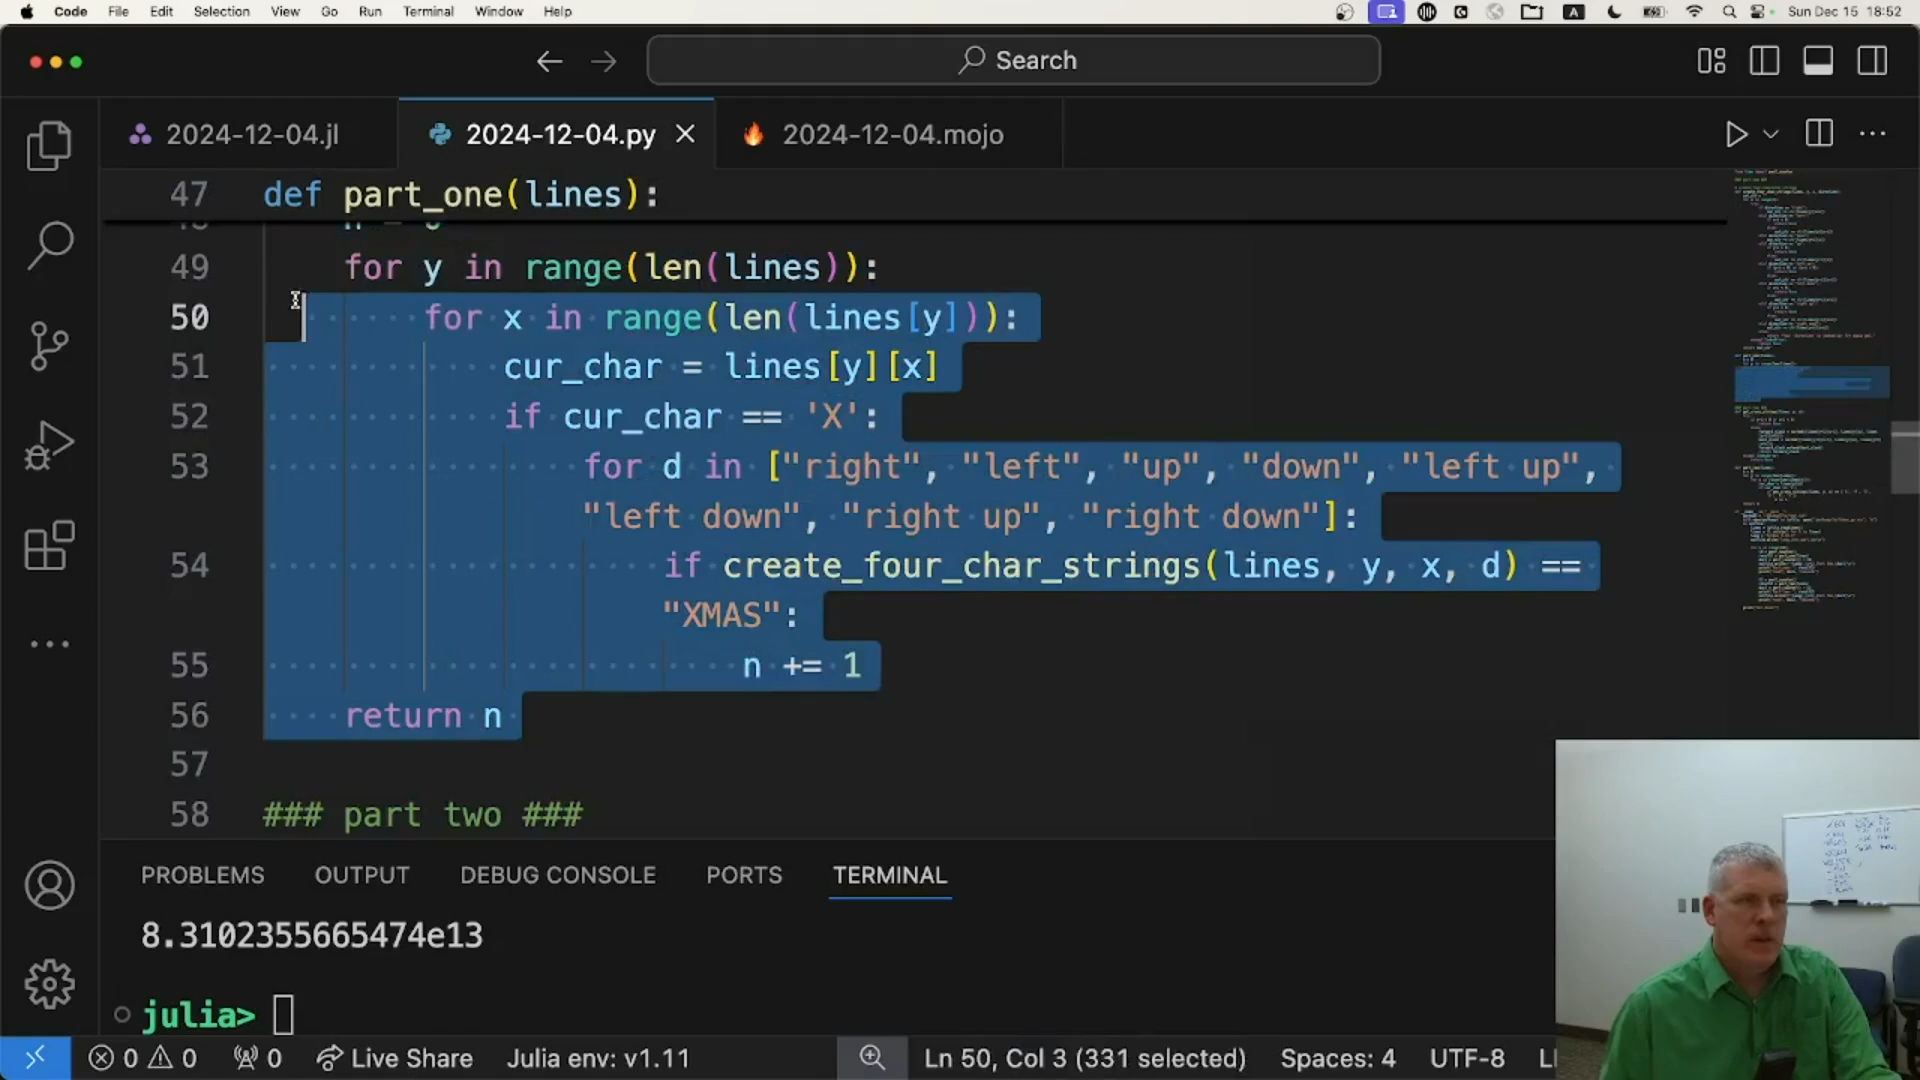 Code File Edit Selection View Go Run Terminal Window Help
A
Sun Dec 15 18:52
Search
2024-12-04.jl
2024-12-04.py
2024-12-04.mojo
47 def part_one(lines):
49 for y in range(len(lines)):
50 for x in range(len(lines[y])):
51 cur_char = lines[y][x]
52 if cur_char == 'X':
53 for d in ["right", "left", "up", "down", "left up",
"left down", "right up", "right down"]:
54 if create_four_char_strings(lines, y, x, d) ==
"XMAS":
55 n += 1
56 return n
57
58 ### part two ###
PROBLEMS OUTPUT DEBUG CONSOLE PORTS TERMINAL
8.3102355665474e13
julia>
0 0 0 Live Share Julia env: v1.11 Ln 50, Col 3 (331 selected) Spaces: 4 UTF-8